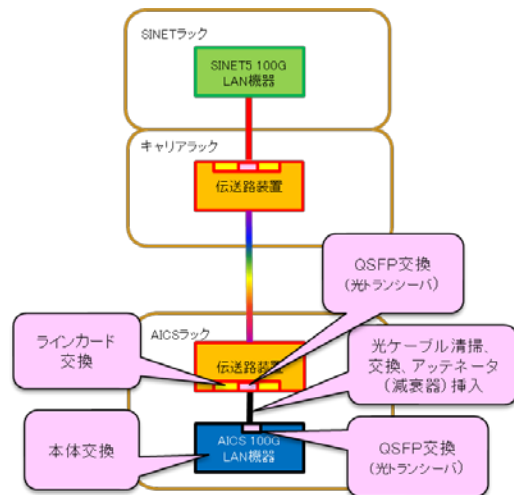 SINETラック
SINET5 100G
LAN機器
キャリアラック
伝送路装置
QSFP交換
(光トランシーバ)
AICSラック
ラインカード
交換
伝送路装置
光ケーブル清掃、
交換、アッテネータ
(減衰器)挿入
本体交換
AICS 100G
LAN機器
QSFP交換
(光トランシーバ)